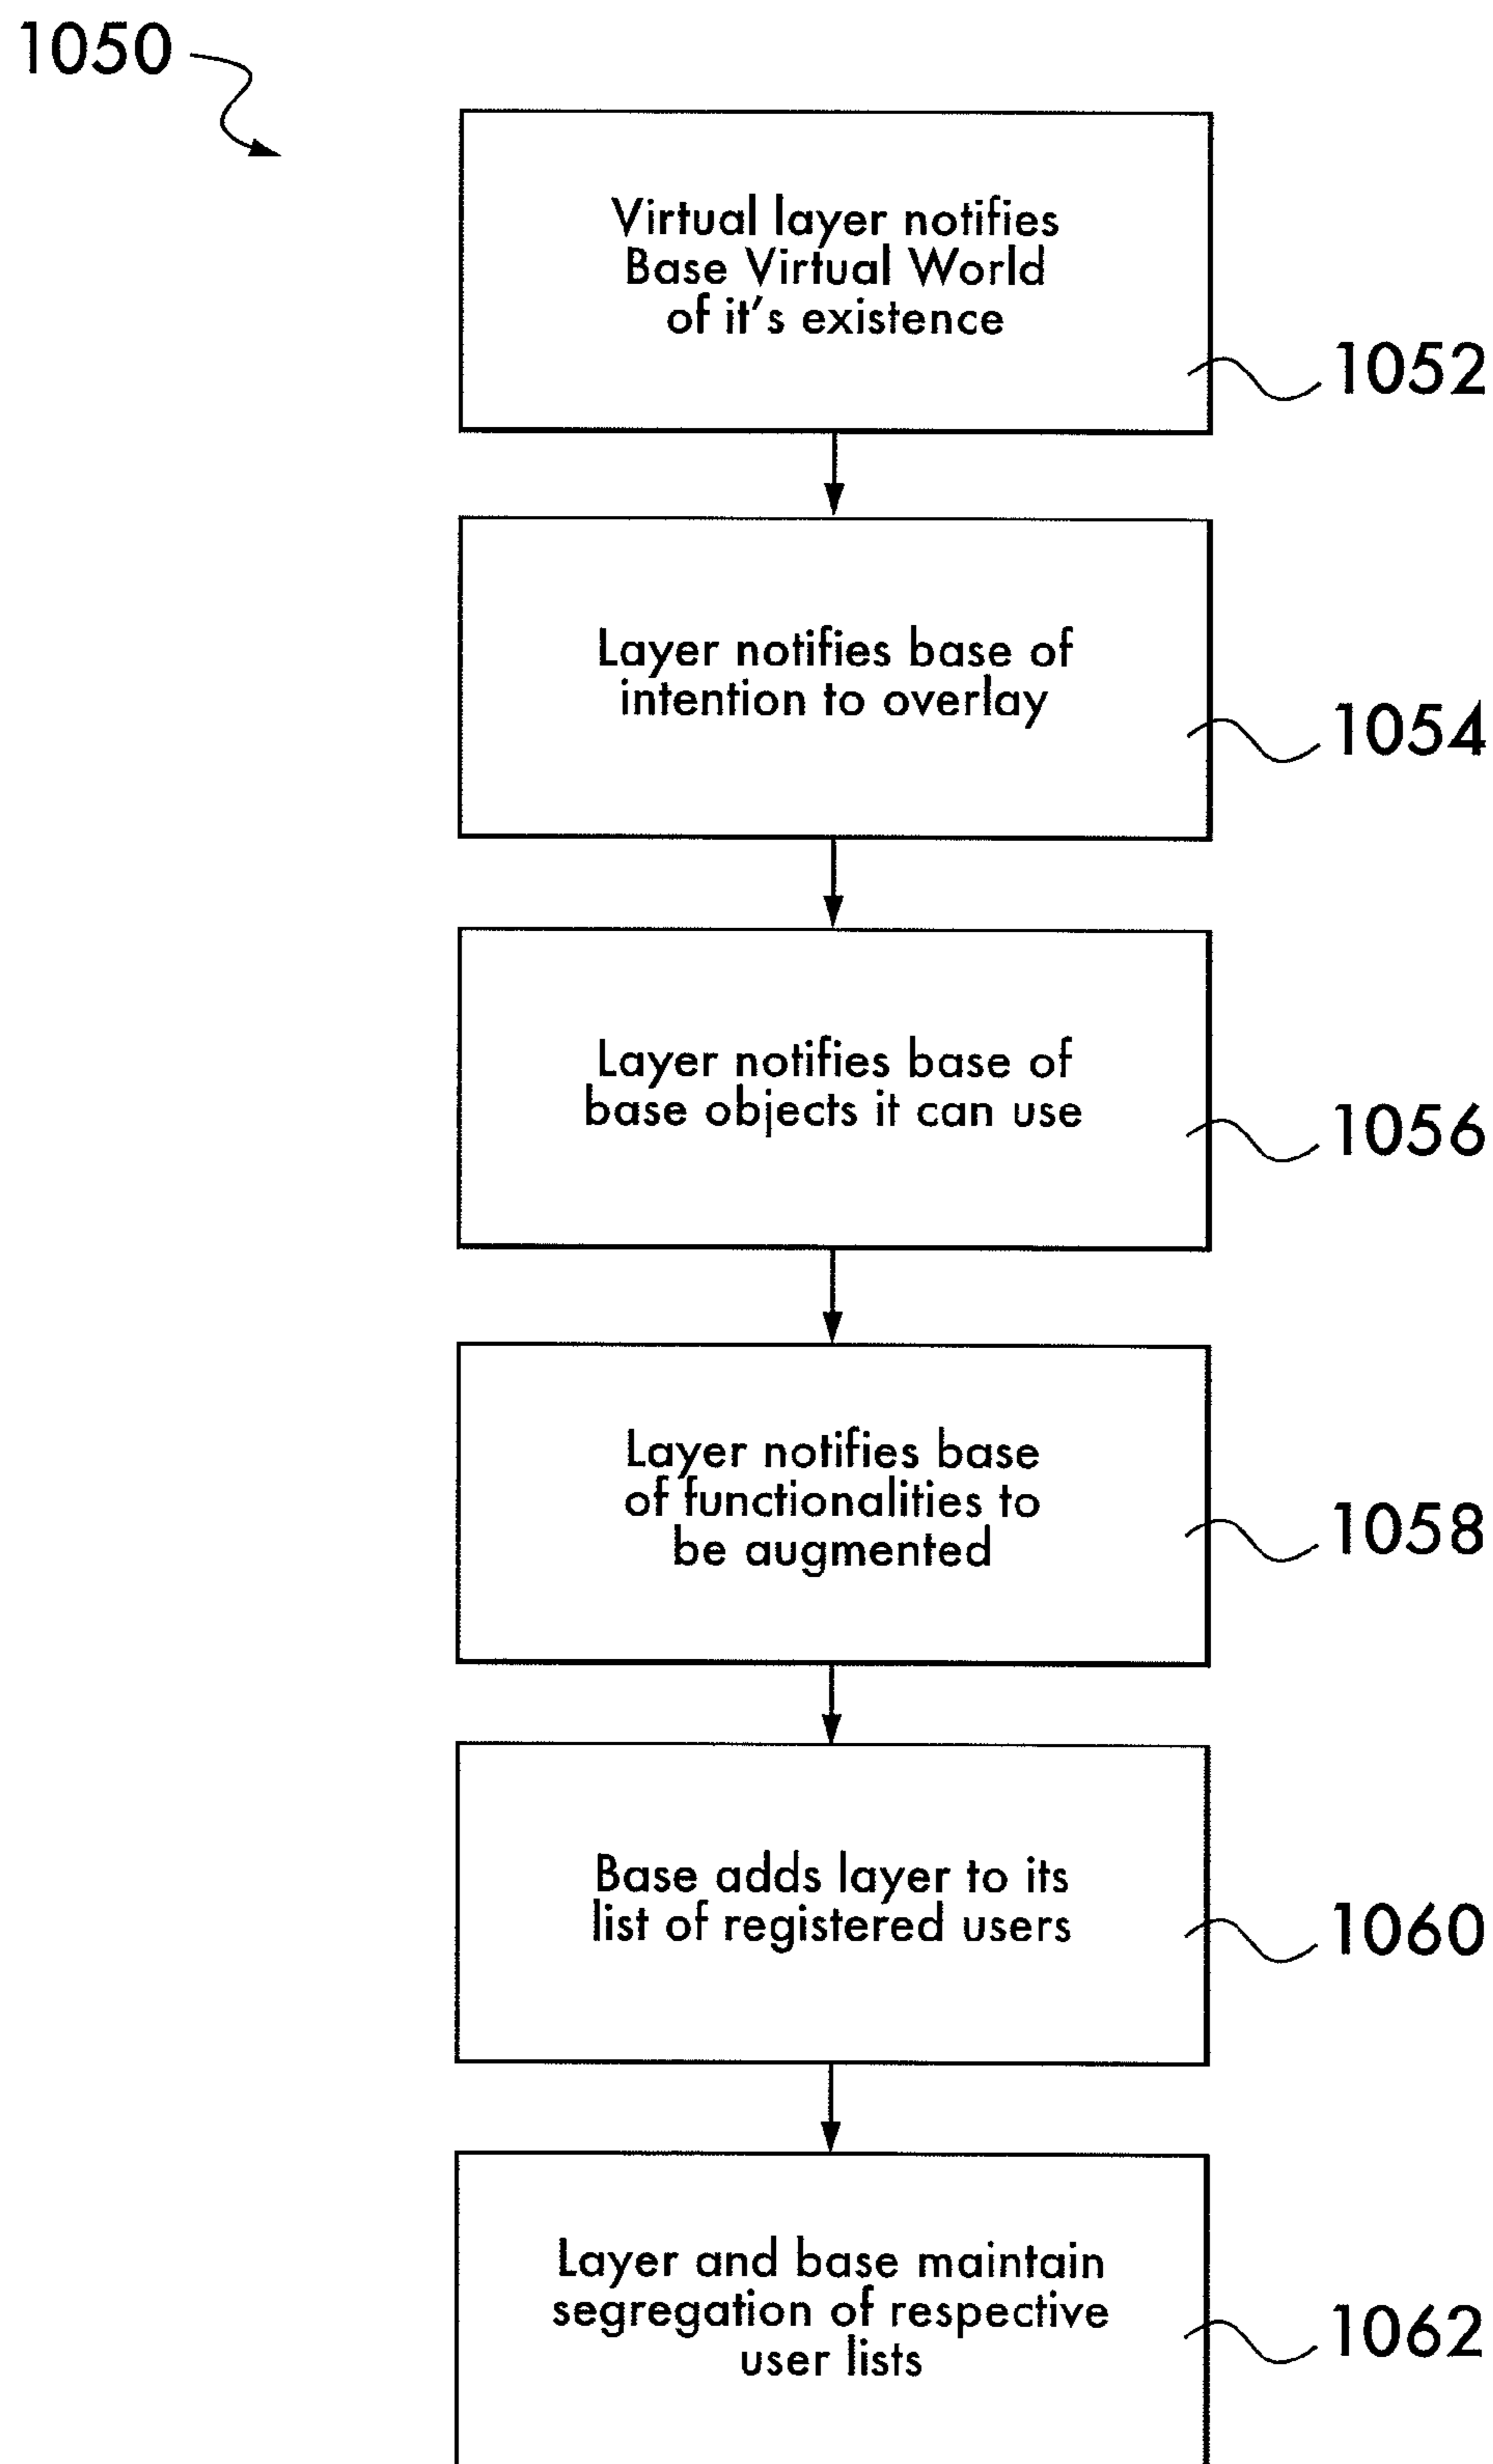 1050
Virtual layer notifies
Base Virtual World
of it's existence
1052
Layer notifies base of
intention to overlay
1054
Layer notifies base of
base objects it can use
1056
Layer notifies base
of functionalities to
be augmented
1058
Base adds layer to its
list of registered users
1060
Layer and base maintain
segregation of respective
user lists
1062